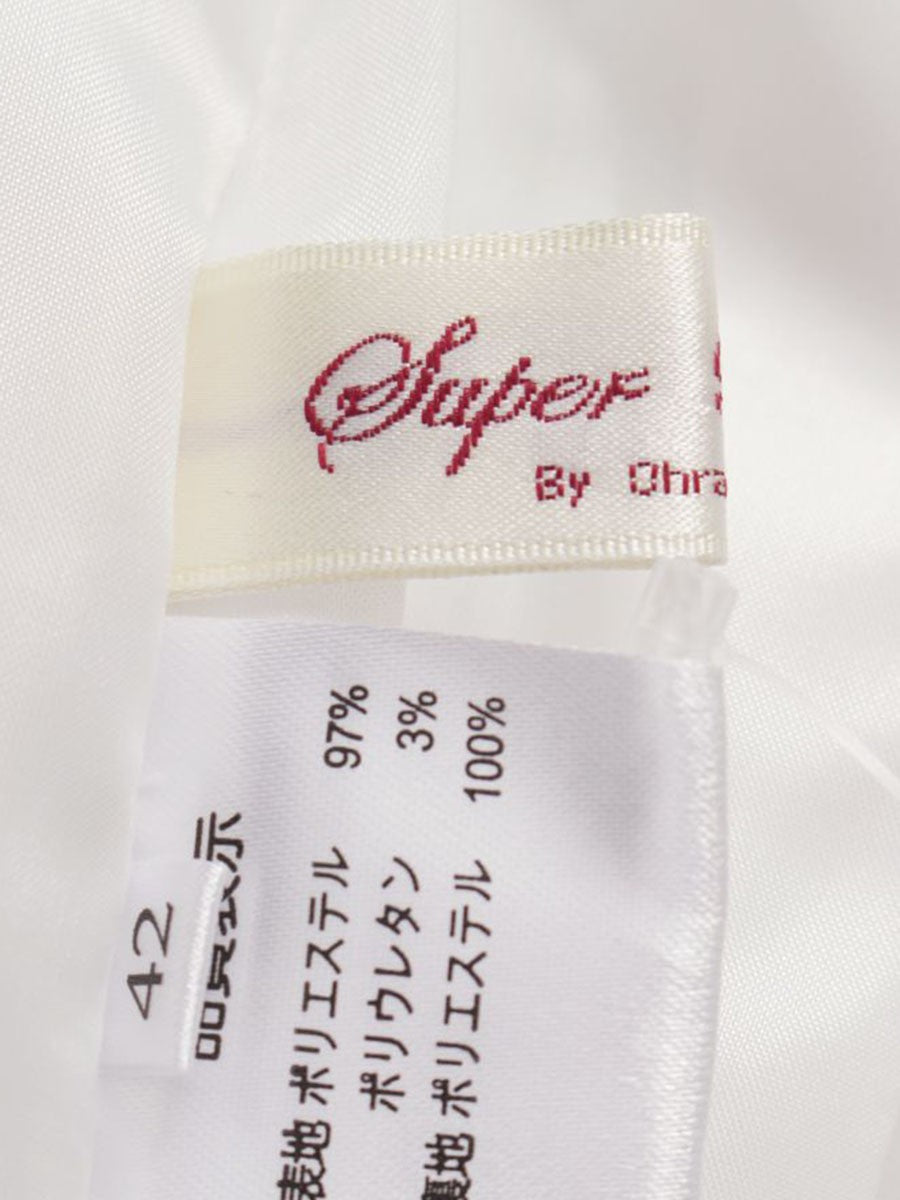 Super
By Ohra
42
品質表示
表地 ポリエステル 97%
ポリウレタン 3%
裏地 ポリエステル 100%